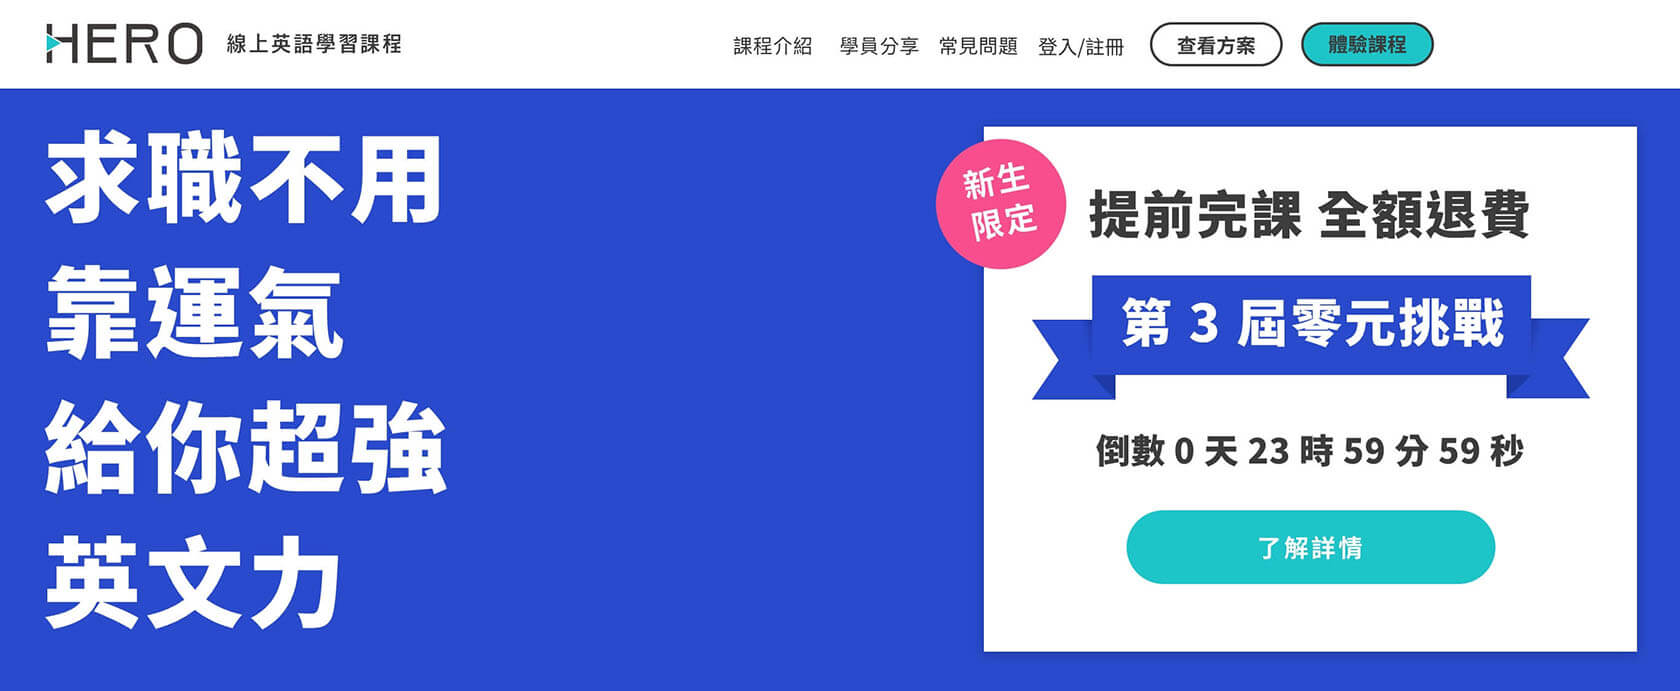 HERO 線上英語學習課程
課程介紹 學員分享 常見問題 登入/註冊 查看方案 體驗課程
求職不用
靠運氣
給你超強
英文力
新生
限定
提前完課 全額退費
第 3 屆零元挑戰
倒數 0 天 23 時 59 分 59 秒
了解詳情